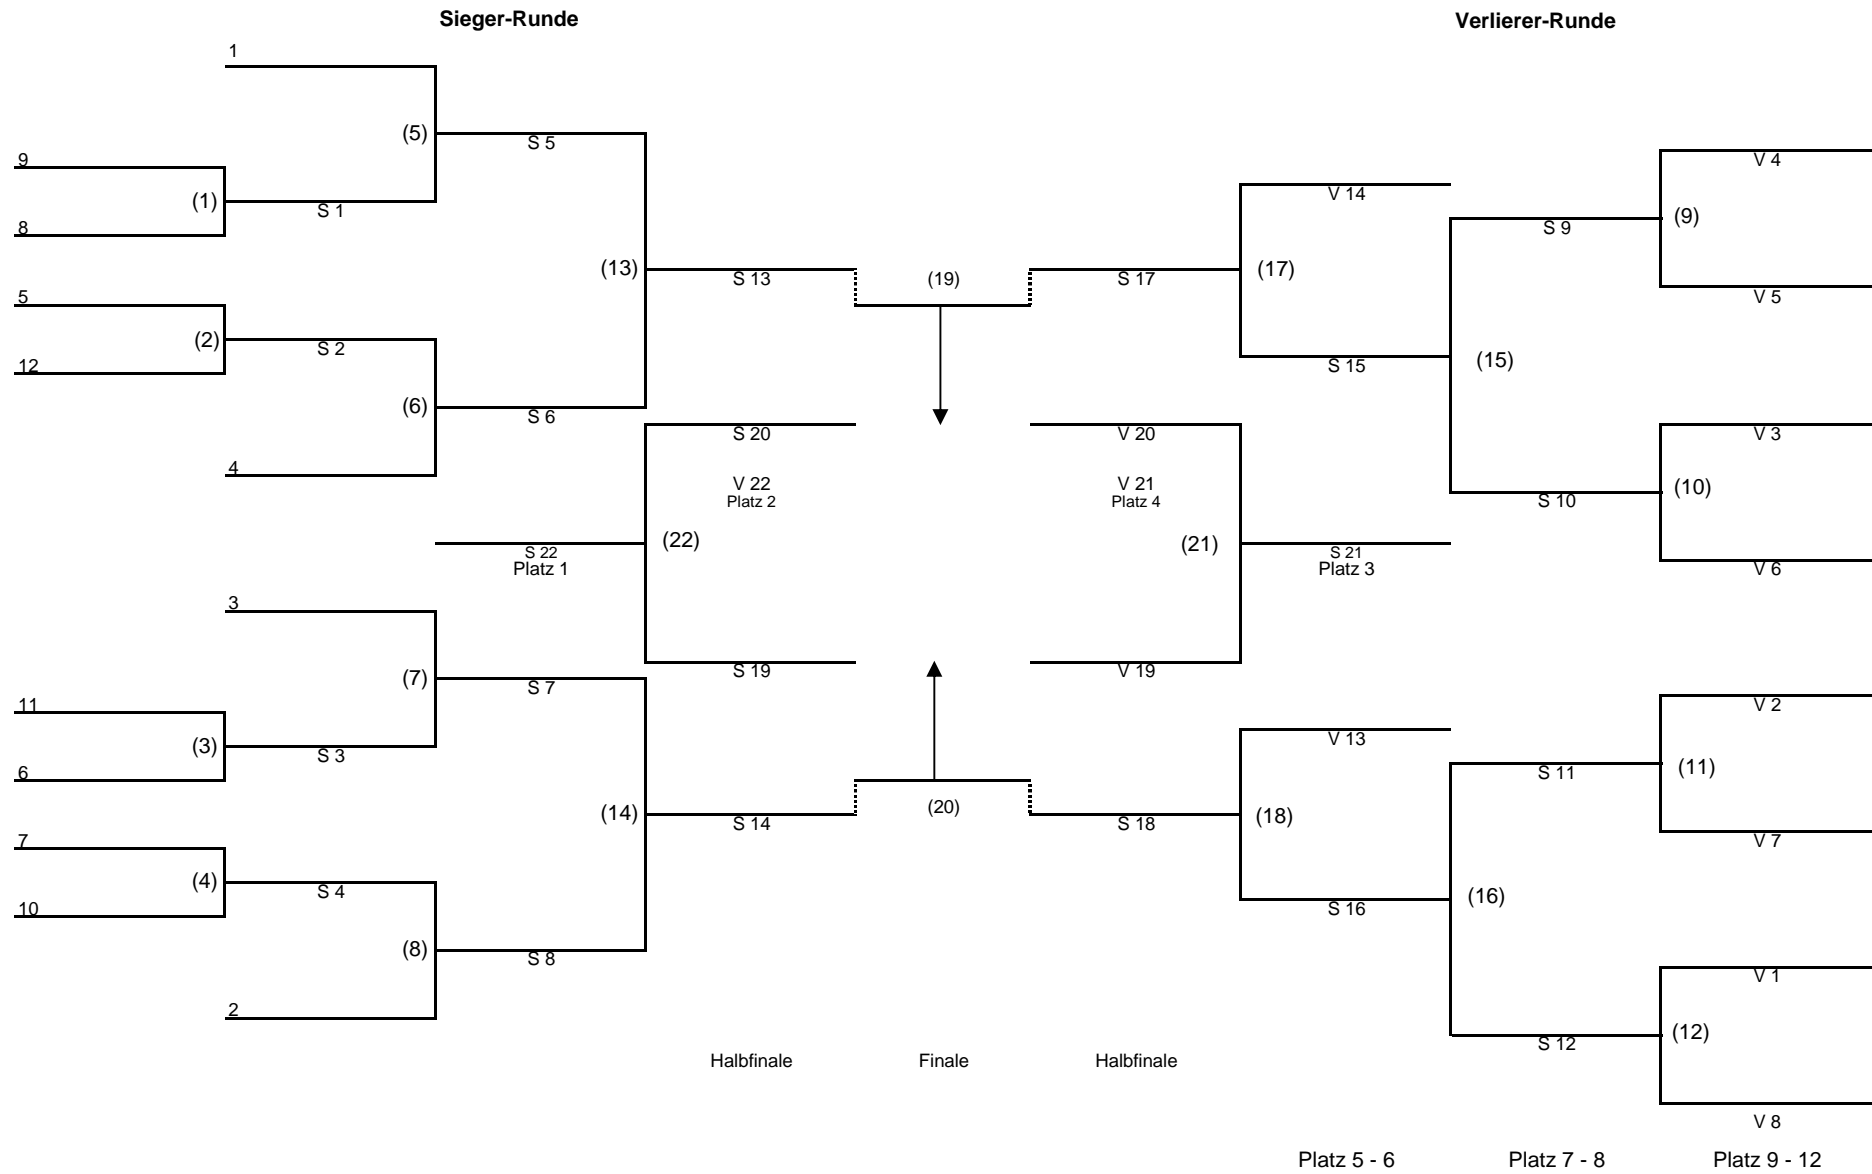 Sieger-Runde
Verlierer-Runde
1
(5)
S 5
9
(1)
S 1
8
5
(2)
S 2
12
(6)
S 6
4
(13)
S 13
(19)
S 17
V 14
(17)
S 15
S 9
V 4
(9)
V 5
(15)
V 3
S 10
(10)
V 6
S 20
V 22
Platz 2
V 20
V 21
Platz 4
(22)
S 22
Platz 1
(21)
S 21
Platz 3
S 19
V 19
3
(7)
S 7
11
(3)
S 3
6
7
(4)
S 4
10
(8)
S 8
2
(14)
S 14
(20)
S 18
V 13
(18)
S 16
V 2
S 11
(11)
V 7
(16)
V 1
S 12
(12)
V 8
Halbfinale
Finale
Halbfinale
Platz 5 - 6
Platz 7 - 8
Platz 9 - 12